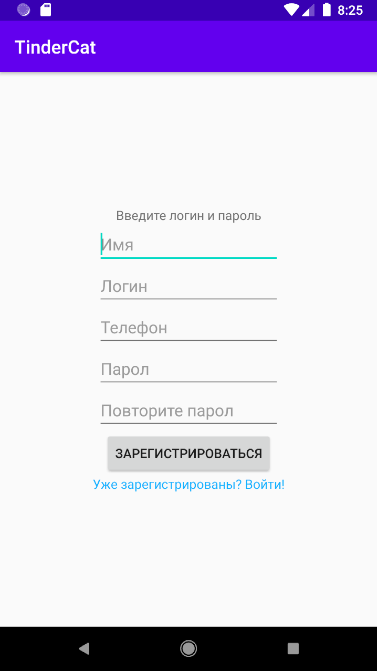 8:25
TinderCat
Введите логин и пароль
Имя
Логин
Телефон
Парол
Повторите парол
ЗАРЕГИСТРИРОВАТЬСЯ
Уже зарегистрированы? Войти!